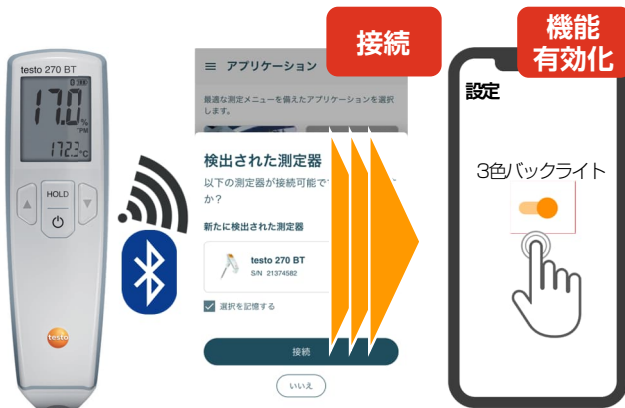 testo 270 BT
17.0
%
°PM
172.3°C
HOLD
testo
接続
アプリケーション
最適な測定メニューを備えたアプリケーションを選択
します。
検出された測定器
以下の測定器が接続可能で
か？
新たに検出された測定器
testo 270 BT
S/N 21374582
選択を記憶する
接続
いいえ
機能
有効化
設定
3色バックライト